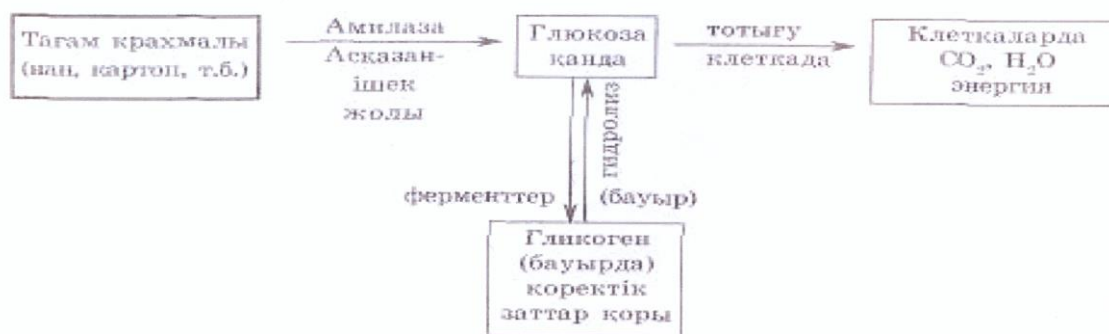 Тағам крахмалы
(нан, картоп, т.б.)
Амилаза
Асқазан-
ішек
жолы
Глюкоза
қанда
тотығу
клеткада
Клеткаларда
CO₂, H₂O
энергия
ферменттер
гидролиз
(бауыр)
Гликоген
(бауырда)
коректік
заттар қоры